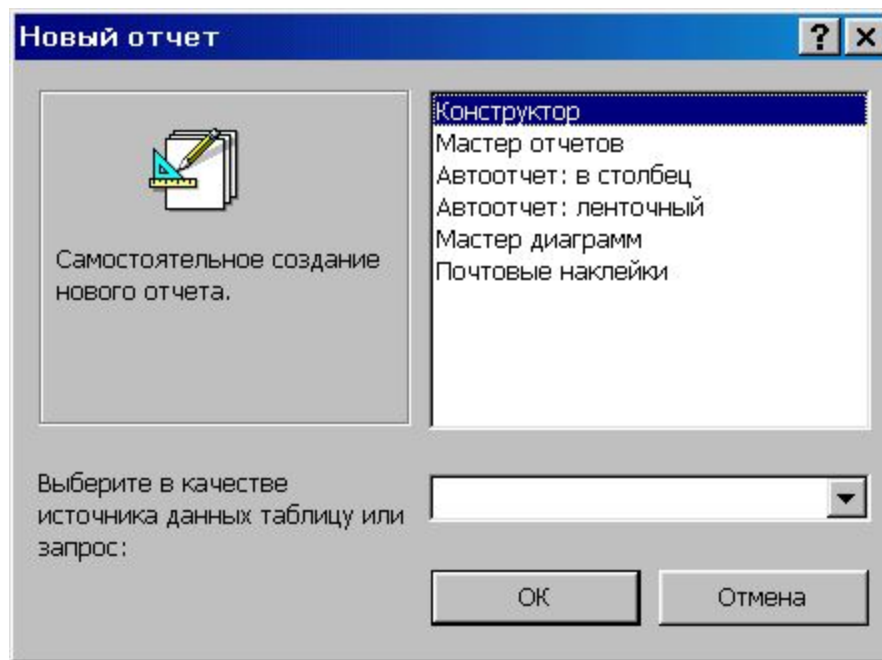 Новый отчет
Самостоятельное создание
нового отчета.
Конструктор
Мастер отчетов
Автоотчет: в столбец
Автоотчет: ленточный
Мастер диаграмм
Почтовые наклейки
Выберите в качестве
источника данных таблицу или
запрос:
ОК
Отмена